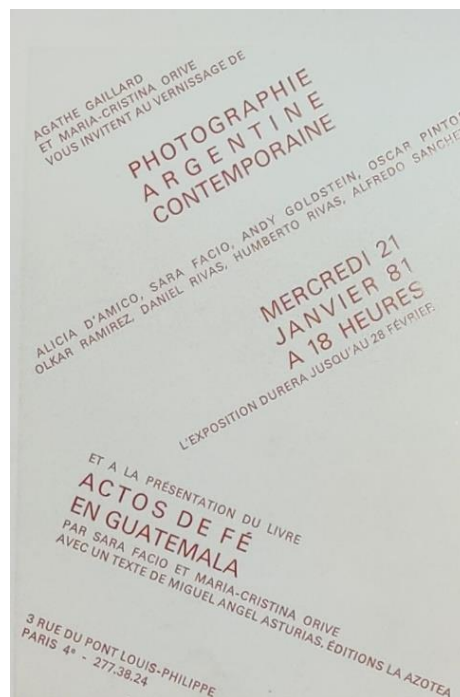 AGATHE GAILLARD
ET MARIA-CRISTINA ORIVE
VOUS INVITENT AU VERNISSAGE DE
PHOTOGRAPHIE
ARGENTINE
CONTEMPORAINE
ALICIA D'AMICO, SARA FACIO, ANDY GOLDSTEIN, OSCAR PINTOR
OLKAR RAMIREZ, DANIEL RIVAS, HUMBERTO RIVAS, ALFREDO SANCHEZ
MERCREDI 21
JANVIER 81
A 18 HEURES
L'EXPOSITION DURERA JUSQU'AU 28 FÉVRIER.
ET A LA PRÉSENTATION DU LIVRE
ACTOS DE FÉ
EN GUATEMALA
PAR SARA FACIO ET MARIA-CRISTINA ORIVE
AVEC UN TEXTE DE MIGUEL ANGEL ASTURIAS. ÉDITIONS LA AZOTEA
3 RUE DU PONT LOUIS-PHILIPPE
PARIS 4e - 277.38.24